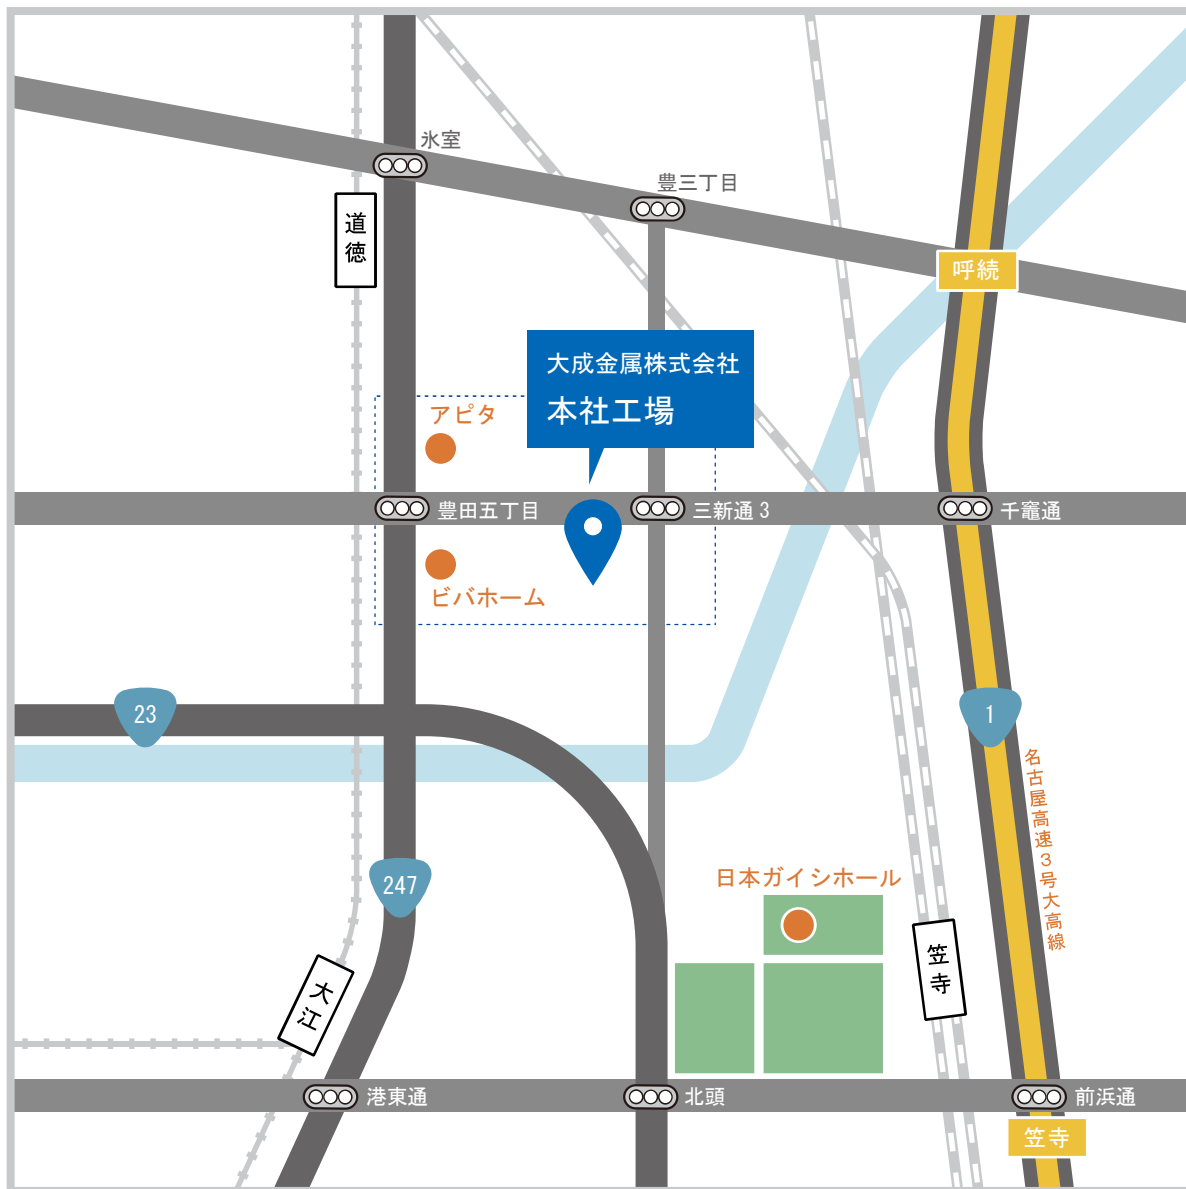 氷室
豊三丁目
道徳
呼続
大成金属株式会社
本社工場
アピタ
豊田五丁目
三新通3
千竈通
ビバホーム
23
1
名古屋高速3号大高線
247
日本ガイシホール
笠寺
大江
港東通
北頭
前浜通
笠寺